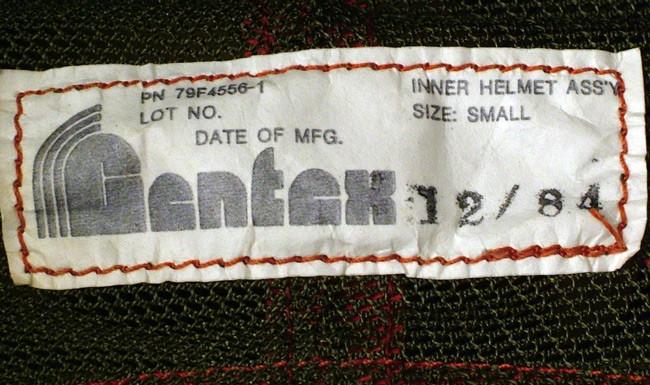 PN 79F4556-1
INNER HELMET ASS'Y
LOT NO.
SIZE: SMALL
DATE OF MFG.
Gentex
12/84